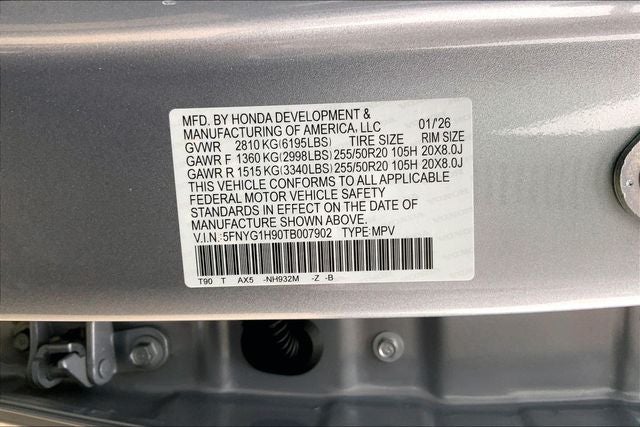 MFD. BY HONDA DEVELOPMENT &
MANUFACTURING OF AMERICA, LLC 01/'26
GVWR 2810 KG(6195LBS) TIRE SIZE RIM SIZE
GAWR F 1360 KG(2998LBS) 255/50R20 105H 20X8.0J
GAWR R 1515 KG(3340LBS) 255/50R20 105H 20X8.0J
THIS VEHICLE CONFORMS TO ALL APPLICABLE
FEDERAL MOTOR VEHICLE SAFETY
STANDARDS IN EFFECT ON THE DATE OF
MANUFACTURE SHOWN ABOVE.
V.I.N.:5FNYG1H90TB007902 TYPE:MPV
T90 T AX5 -NH932M -Z -B